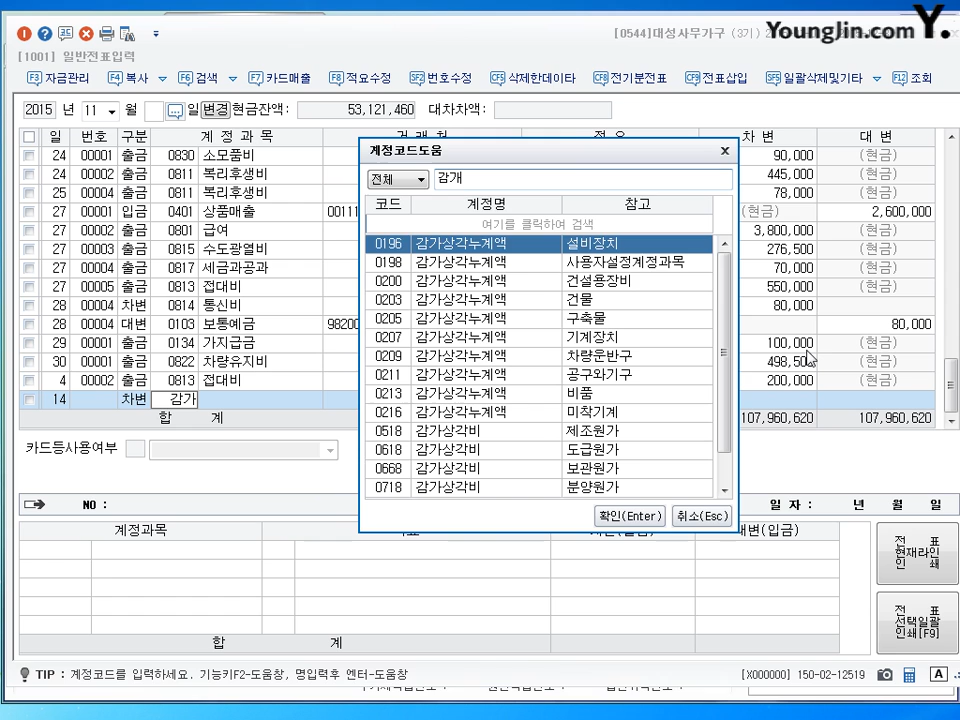 Younglin.com Y.
[0544]대성사무가구 (3기) 2
[1001] 일반전표입력
F3 자금관리 F4 복사 F6 검색 F7 카드매출 F8 적요수정 SF2 번호수정 CF5 삭제한데이타 CF8 전기분전표 CF9 전표삽입 SF5 일괄삭제및기타 F12 조회
2015 년 11 월 일 변경 현금잔액: 53,121,460 대차차액:
일 번호 구분 계 정 과 목 거 래 처 적 요 차 변 대 변
24 00001 출금 0830 소모품비 90,000 (현금)
24 00002 출금 0811 복리후생비 445,000 (현금)
25 00004 출금 0811 복리후생비 78,000 (현금)
27 00001 입금 0401 상품매출 00111 (현금) 2,600,000
27 00002 출금 0801 급여 3,800,000 (현금)
27 00003 출금 0815 수도광열비 276,500 (현금)
27 00004 출금 0817 세금과공과 70,000 (현금)
27 00005 출금 0813 접대비 550,000 (현금)
28 00004 차변 0814 통신비 80,000
28 00004 대변 0103 보통예금 98200 80,000
29 00001 출금 0134 가지급금 100,000 (현금)
30 00001 출금 0822 차량유지비 498,500 (현금)
4 00002 출금 0813 접대비 200,000 (현금)
14 차변 감가
합 계 107,960,620 107,960,620
계정코드도움 x
전체 감개
코드 계정명 참고
여기를 클릭하여 검색
0196 감가상각누계액 설비장치
0198 감가상각누계액 사용자설정계정과목
0200 감가상각누계액 건설용장비
0203 감가상각누계액 건물
0205 감가상각누계액 구축물
0207 감가상각누계액 기계장치
0209 감가상각누계액 차량운반구
0211 감가상각누계액 공구와기구
0213 감가상각누계액 비품
0216 감가상각누계액 미착기계
0518 감가상각비 제조원가
0618 감가상각비 도급원가
0668 감가상각비 보관원가
0718 감가상각비 분양원가
확인(Enter) 취소(Esc)
카드등사용여부
NO : 일 자 : 년 월 일
계정과목 대변(입금)
합 계
전 표
현재라인
인 쇄
전 표
선택일괄
인쇄[F9]
TIP : 계정코드를 입력하세요. 기능키F2-도움창, 명입력후 엔터-도움창
[X000000] 150-02-12519 A